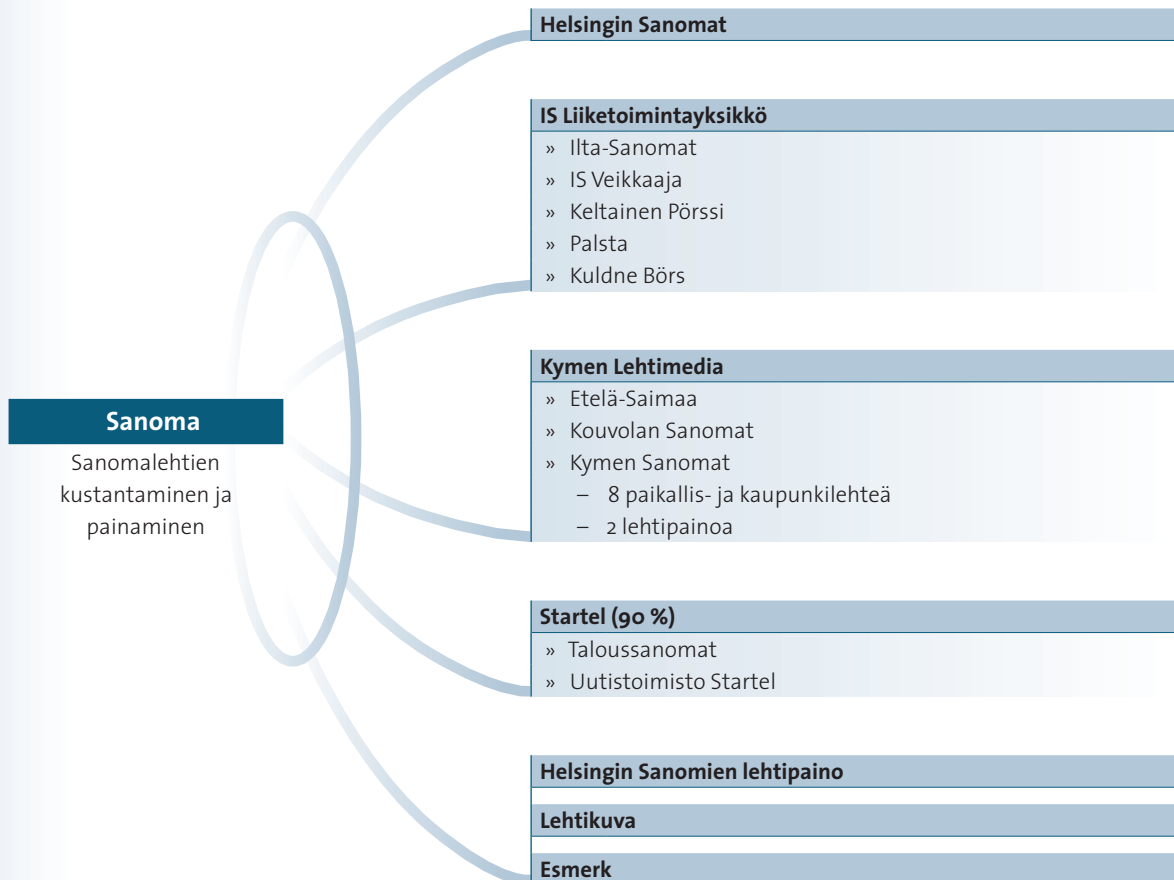 Sanoma
Sanomalehtien
kustantaminen ja
painaminen
Helsingin Sanomat
IS Liiketoimintayksikkö
» Ilta-Sanomat
» IS Veikkaaja
» Keltainen Pörssi
» Palsta
» Kuldne Börs
Kymen Lehtimedia
» Etelä-Saimaa
» Kouvolan Sanomat
» Kymen Sanomat
– 8 paikallis- ja kaupunkilehteä
– 2 lehtipainoa
Startel (90 %)
» Taloussanomat
» Uutistoimisto Startel
Helsingin Sanomien lehtipaino
Lehtikuva
Esmerk